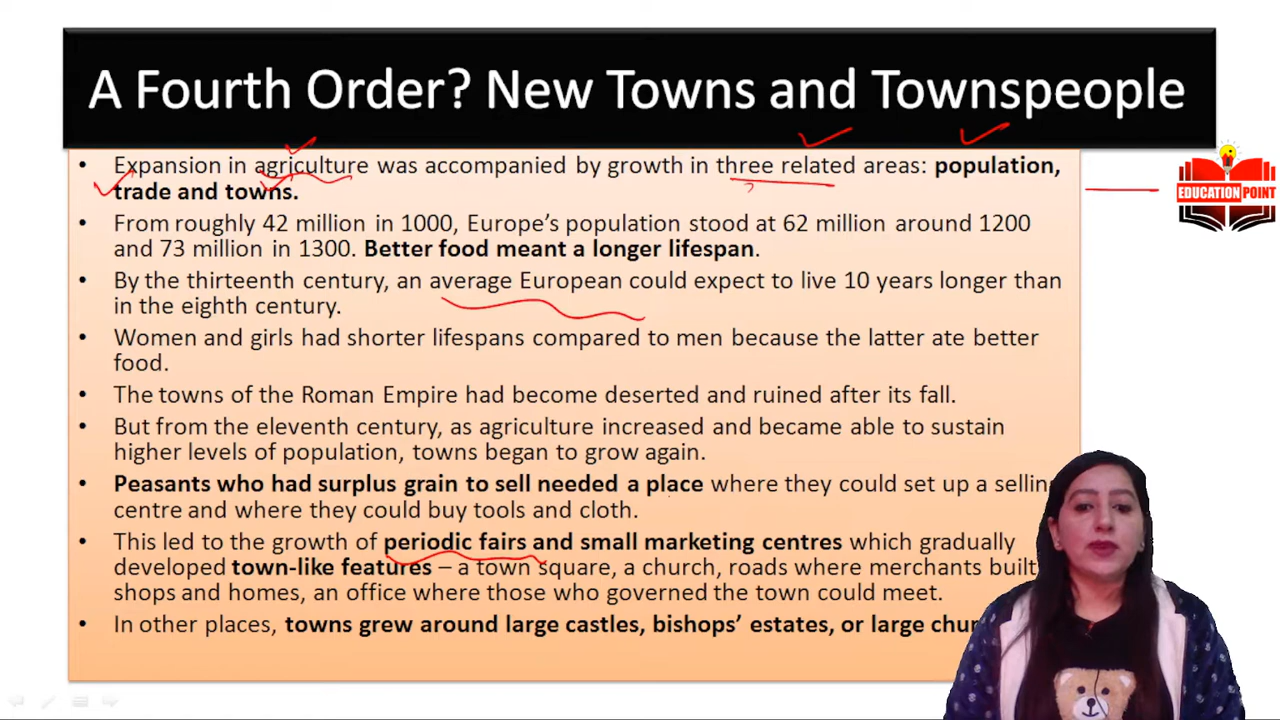 A Fourth Order? New Towns and Townspeople
• Expansion in agriculture was accompanied by growth in three related areas: population,
trade and towns.
• From roughly 42 million in 1000, Europe's population stood at 62 million around 1200
and 73 million in 1300. Better food meant a longer lifespan.
• By the thirteenth century, an average European could expect to live 10 years longer than
in the eighth century.
• Women and girls had shorter lifespans compared to men because the latter ate better
food.
• The towns of the Roman Empire had become deserted and ruined after its fall.
• But from the eleventh century, as agriculture increased and became able to sustain
higher levels of population, towns began to grow again.
• Peasants who had surplus grain to sell needed a place where they could set up a selling
centre and where they could buy tools and cloth.
• This led to the growth of periodic fairs and small marketing centres which gradually
developed town-like features – a town square, a church, roads where merchants built
shops and homes, an office where those who governed the town could meet.
• In other places, towns grew around large castles, bishops' estates, or large
EDUCATION POINT